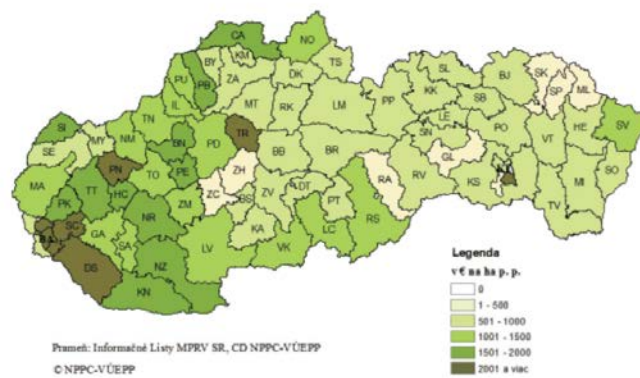 CA
NO
BY
KM
TS
PU
PB
ZA
DK
SL
BJ
SK
SP
ML
IL
MT
RK
LM
PP
KK
SB
TN
LE
SI
NM
BN
PD
TR
SN
PO
VT
HE
SV
SE
MY
BB
BR
GL
PN
TO
PE
ZH
RA
RV
KS
MI
SO
MA
TT
HC
ZC
BS
ZV
DT
PT
PK
NR
ZM
KA
RS
TV
SC
GA
SA
LV
VK
LC
DS
NZ
KN
Legenda
v € na ha p. p.
0
1 - 500
501 - 1000
1001 - 1500
1501 - 2000
2001 a viac
Prameň: Informačné Listy MPRV SR, CD NPPC-VÚEPP
© NPPC-VÚEPP